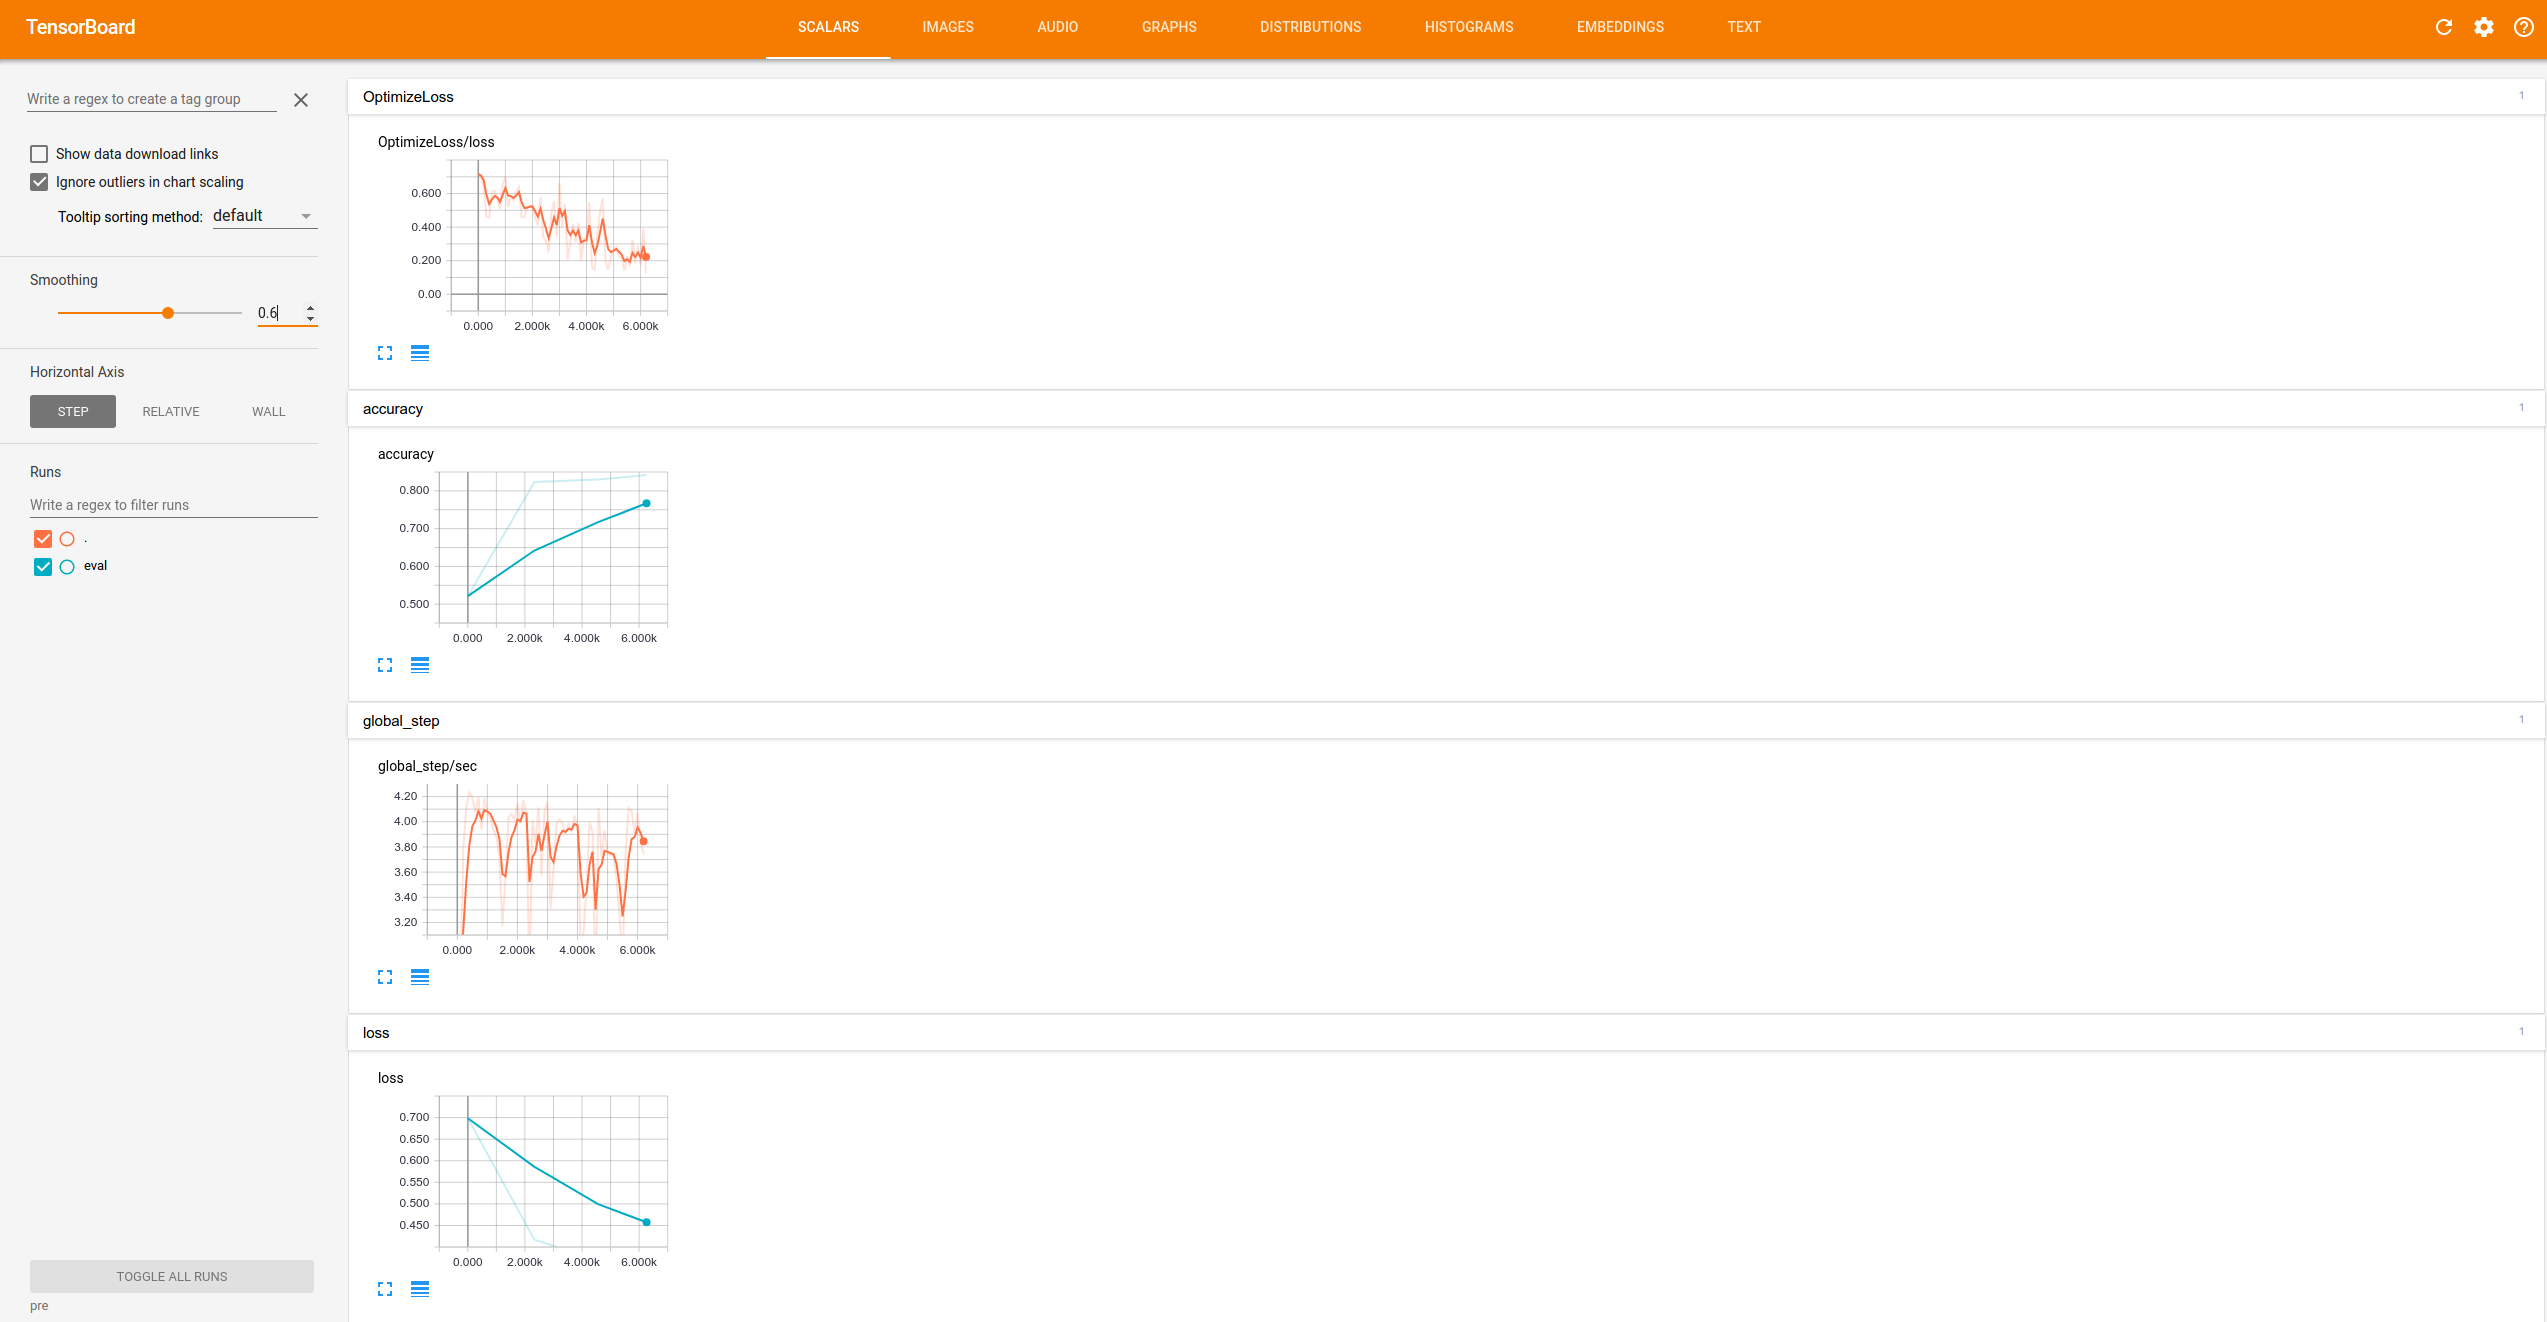 TensorBoard
SCALARS IMAGES AUDIO GRAPHS DISTRIBUTIONS HISTOGRAMS EMBEDDINGS TEXT
Write a regex to create a tag group
Show data download links
Ignore outliers in chart scaling
Tooltip sorting method: default
Smoothing
0.6
Horizontal Axis
STEP RELATIVE WALL
Runs
Write a regex to filter runs
.
eval
TOGGLE ALL RUNS
pre
OptimizeLoss 1
OptimizeLoss/loss
0.600
0.400
0.200
0.00
0.000 2.000k 4.000k 6.000k
accuracy 1
accuracy
0.800
0.700
0.600
0.500
0.000 2.000k 4.000k 6.000k
global_step 1
global_step/sec
4.20
4.00
3.80
3.60
3.40
3.20
0.000 2.000k 4.000k 6.000k
loss 1
loss
0.700
0.650
0.600
0.550
0.500
0.450
0.000 2.000k 4.000k 6.000k